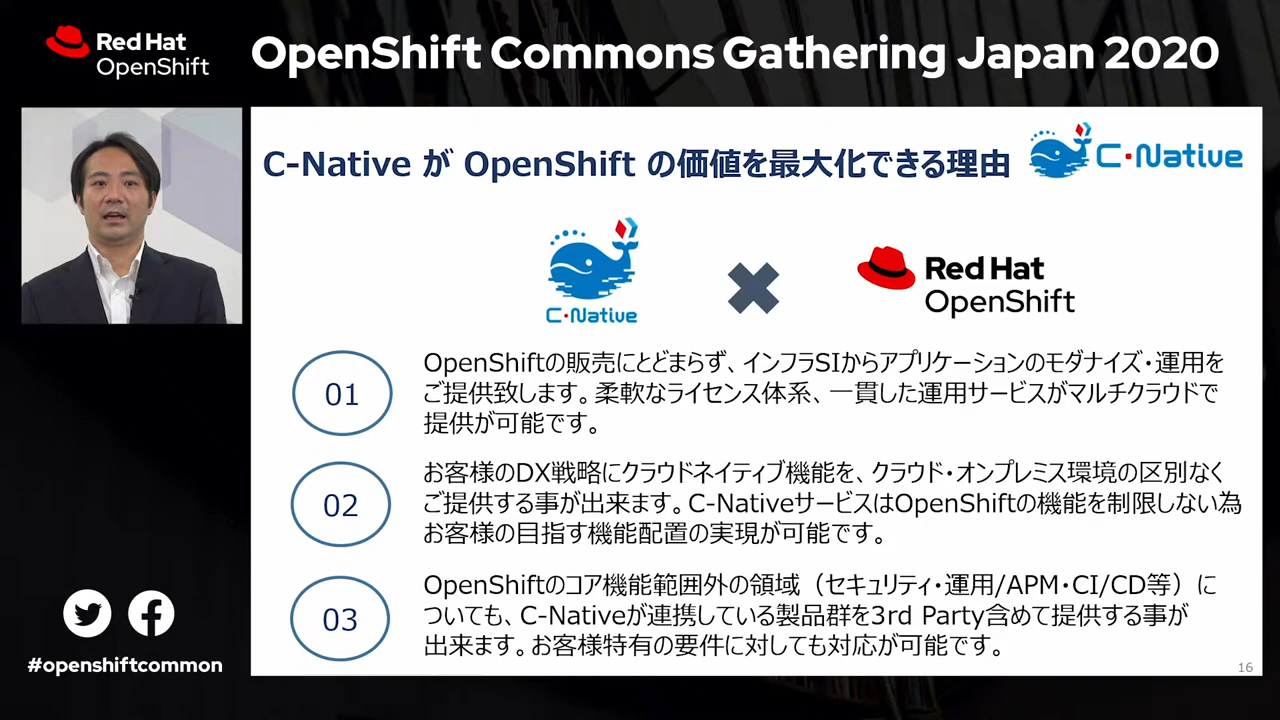 Red Hat
OpenShift
OpenShift Commons Gathering Japan 2020
C-Native が OpenShift の価値を最大化できる理由
C・Native
C・Native
Red Hat
OpenShift
01
OpenShiftの販売にとどまらず、インフラSIからアプリケーションのモダナイズ・運用を
ご提供致します。柔軟なライセンス体系、一貫した運用サービスがマルチクラウドで
提供が可能です。
02
お客様のDX戦略にクラウドネイティブ機能を、クラウド・オンプレミス環境の区別なく
ご提供する事が出来ます。C-NativeサービスはOpenShiftの機能を制限しない為
お客様の目指す機能配置の実現が可能です。
03
OpenShiftのコア機能範囲外の領域（セキュリティ・運用/APM・CI/CD等）に
ついても、C-Nativeが連携している製品群を3rd Party含めて提供する事が
出来ます。お客様特有の要件に対しても対応が可能です。
#openshiftcommon
16